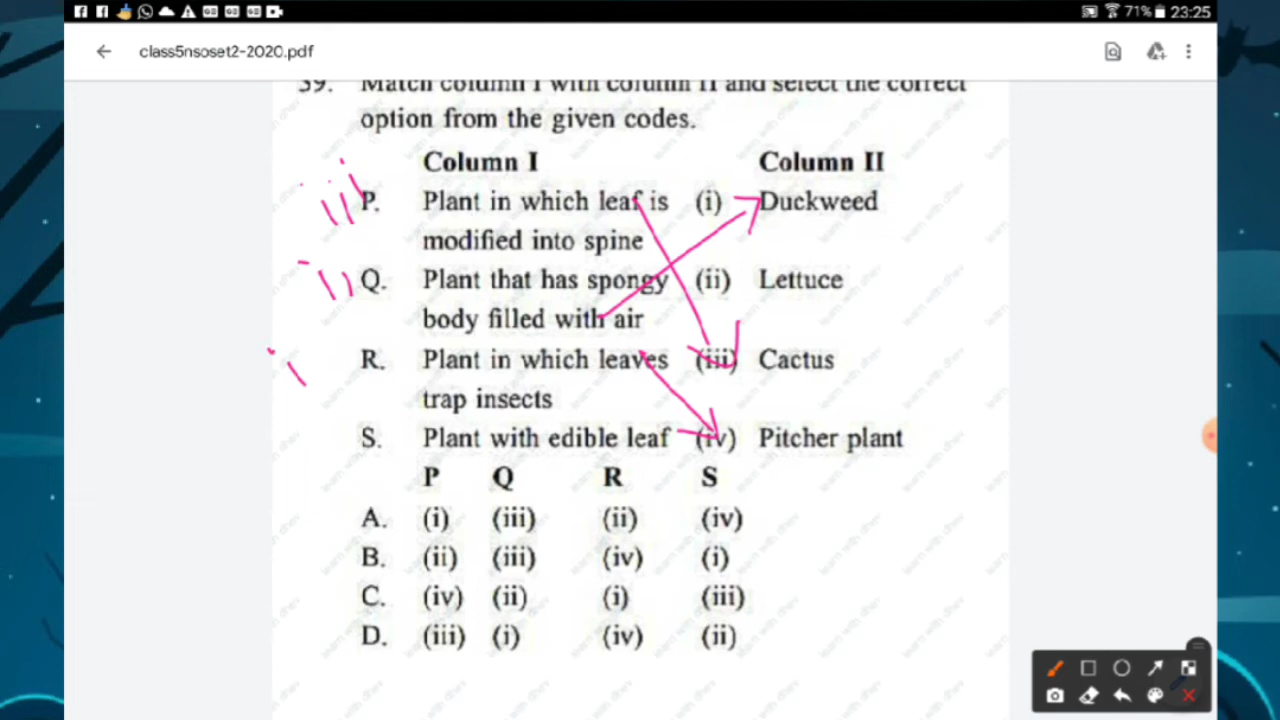 71% 23:25
class5nsoset2-2020.pdf
39. Match column I with column II and select the correct
option from the given codes.
Column I Column II
P. Plant in which leaf is (i) Duckweed
modified into spine
Q. Plant that has spongy (ii) Lettuce
body filled with air
R. Plant in which leaves (iii) Cactus
trap insects
S. Plant with edible leaf (iv) Pitcher plant
P Q R S
A. (i) (iii) (ii) (iv)
B. (ii) (iii) (iv) (i)
C. (iv) (ii) (i) (iii)
D. (iii) (i) (iv) (ii)
iii
ii
i